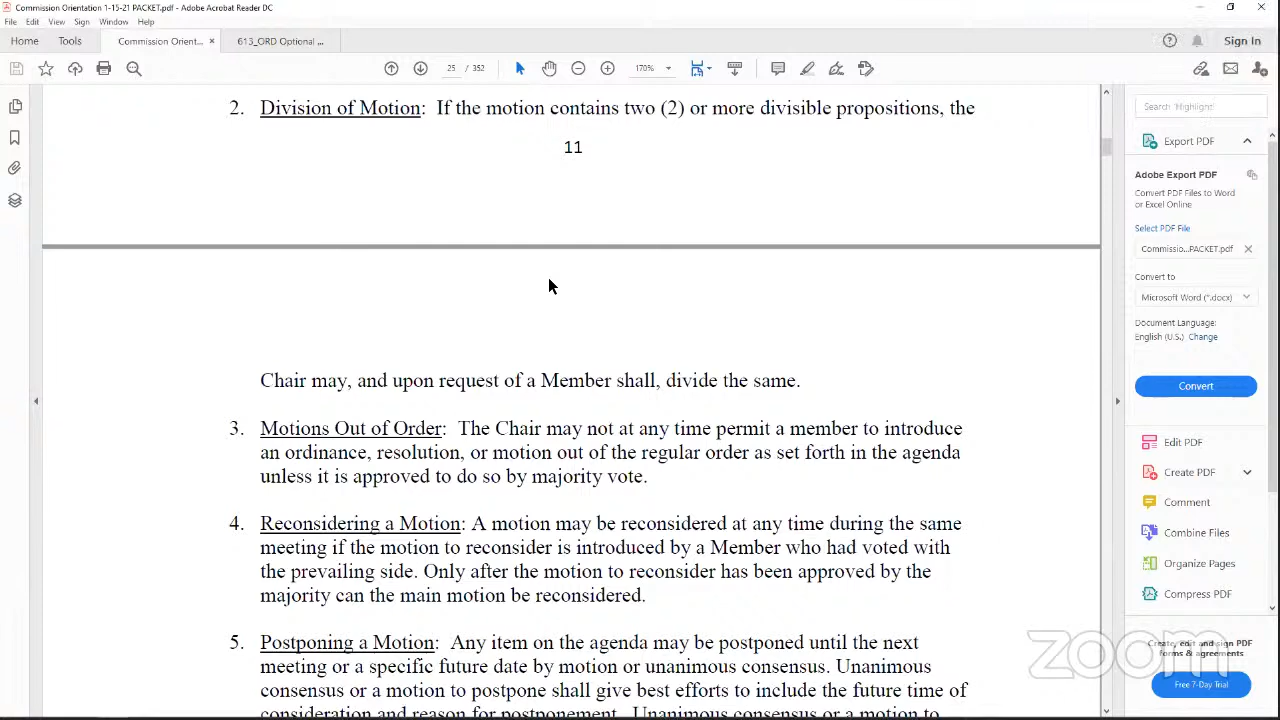 Commission Orientation 1-15-21 PACKET.pdf - Adobe Acrobat Reader DC
File Edit View Sign Window Help
Home Tools Commission Orient... × 613_ORD Optional ... Sign In
25 / 352 170%
2. Division of Motion: If the motion contains two (2) or more divisible propositions, the
11
Chair may, and upon request of a Member shall, divide the same.
3. Motions Out of Order: The Chair may not at any time permit a member to introduce
an ordinance, resolution, or motion out of the regular order as set forth in the agenda
unless it is approved to do so by majority vote.
4. Reconsidering a Motion: A motion may be reconsidered at any time during the same
meeting if the motion to reconsider is introduced by a Member who had voted with
the prevailing side. Only after the motion to reconsider has been approved by the
majority can the main motion be reconsidered.
5. Postponing a Motion: Any item on the agenda may be postponed until the next
meeting or a specific future date by motion or unanimous consensus. Unanimous
consensus or a motion to postpone shall give best efforts to include the future time of
consideration and reason for postponement. Unanimous consensus or a motion to
Search 'Highlight'
Export PDF
Adobe Export PDF
Convert PDF Files to Word
or Excel Online
Select PDF File
Commissio...PACKET.pdf ×
Convert to
Microsoft Word (*.docx)
Document Language:
English (U.S.) Change
Convert
Edit PDF
Create PDF
Comment
Combine Files
Organize Pages
Compress PDF
Create, edit and sign PDF
forms & agreements
Free 7-Day Trial
zoom